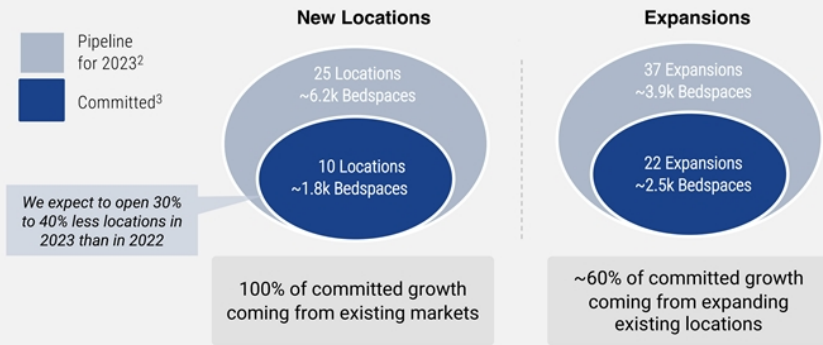 New Locations
Expansions
Pipeline
for 2023²
Committed³
25 Locations
~6.2k Bedspaces
10 Locations
~1.8k Bedspaces
37 Expansions
~3.9k Bedspaces
22 Expansions
~2.5k Bedspaces
We expect to open 30%
to 40% less locations in
2023 than in 2022
100% of committed growth
coming from existing markets
~60% of committed growth
coming from expanding
existing locations